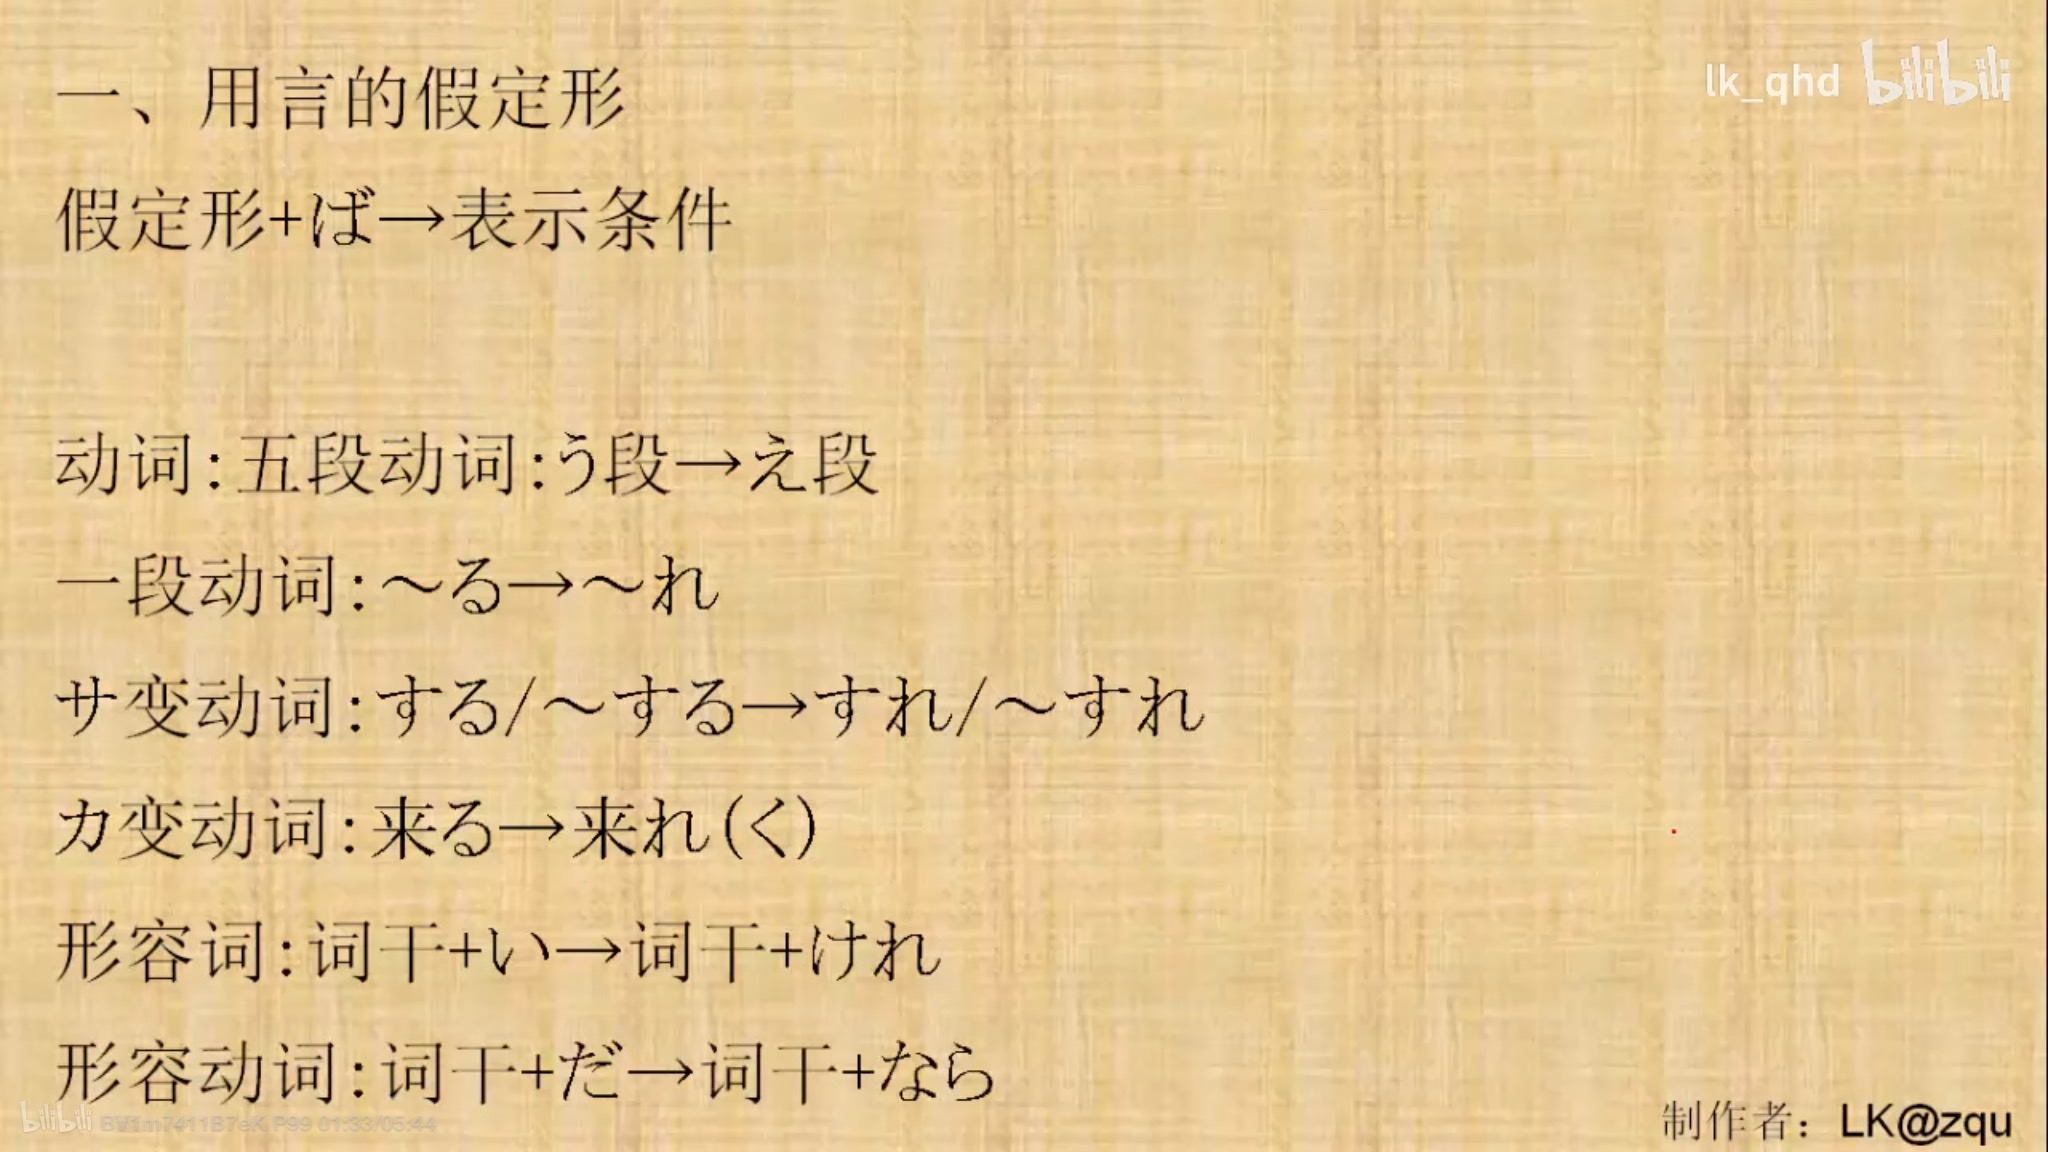 lk_qhd bilibili
一、用言的假定形
假定形+ば→表示条件
动词:五段动词:う段→え段
一段动词:～る→～れ
サ变动词:する/～する→すれ/～すれ
カ变动词:来る→来れ(く)
形容词:词干+い→词干+けれ
形容动词:词干+だ→词干+なら
bilibili BV1m7411B7eK P99 01:33/05:44
制作者：LK@zqu